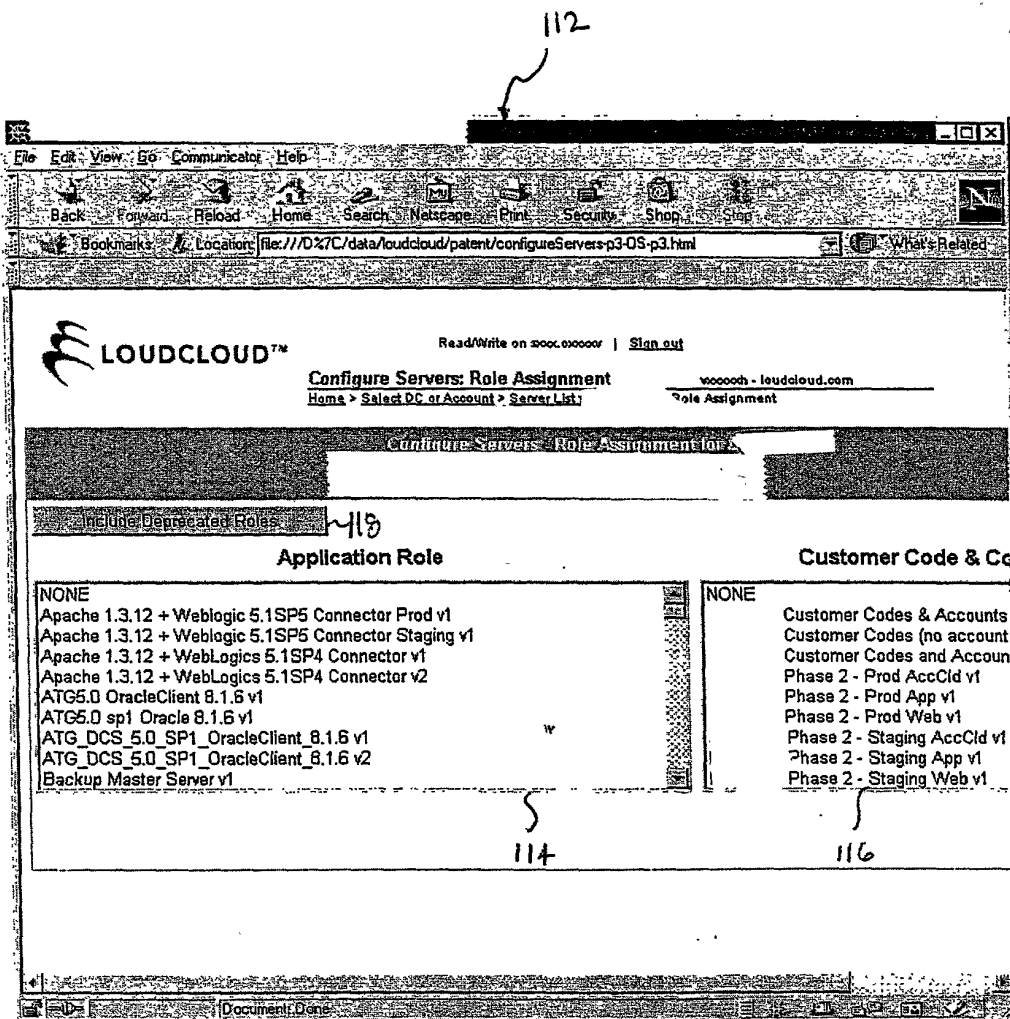 112
File Edit View Go Communicator Help
Back Forward Reload Home Search Netscape Print Security Shop Stop
My
N
Bookmarks Location: file:///D%7C/data/loudcloud/patent/configureServers-p3-OS-p3.html What's Related
LOUDCLOUD™
Read/Write on | Sign out
Configure Servers: Role Assignment
- loudcloud.com
Home > Select DC or Account > Server List
Role Assignment
Configure Servers: Role Assignment for
Include Deprecated Roles
118
Application Role
Customer Code & Co
NONE
Apache 1.3.12 + Weblogic 5.1SP5 Connector Prod v1
Apache 1.3.12 + Weblogic 5.1SP5 Connector Staging v1
Apache 1.3.12 + WebLogics 5.1SP4 Connector v1
Apache 1.3.12 + WebLogics 5.1SP4 Connector v2
ATG5.0 OracleClient 8.1.6 v1
ATG5.0 sp1 Oracle 8.1.6 v1
ATG_DCS_5.0_SP1_OracleClient_8.1.6 v1
ATG_DCS_5.0_SP1_OracleClient_8.1.6 v2
Backup Master Server v1
NONE
Customer Codes & Accounts
Customer Codes (no account
Customer Codes and Accoun
Phase 2 - Prod AccCld v1
Phase 2 - Prod App v1
Phase 2 - Prod Web v1
Phase 2 - Staging AccCld v1
Phase 2 - Staging App v1
Phase 2 - Staging Web v1
114
116
Document: Done